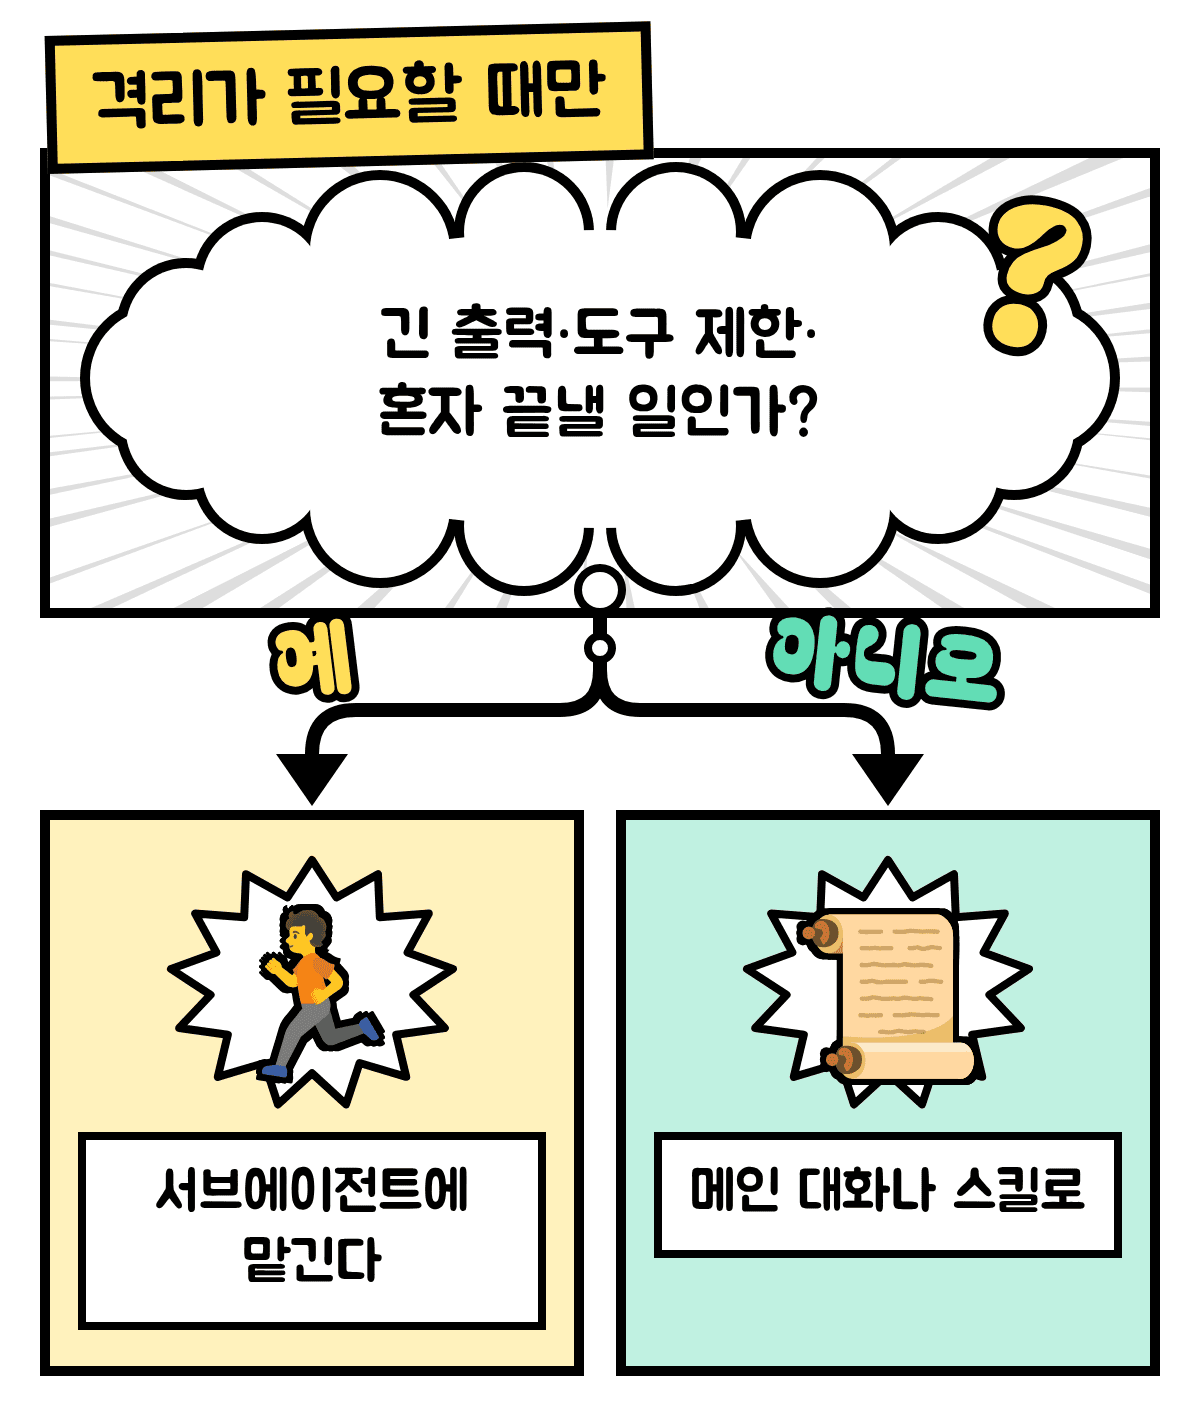 격리가 필요할 때만
긴 출력·도구 제한·
혼자 끝낼 일인가?
예
아니오
서브에이전트에
맡긴다
메인 대화나 스킬로